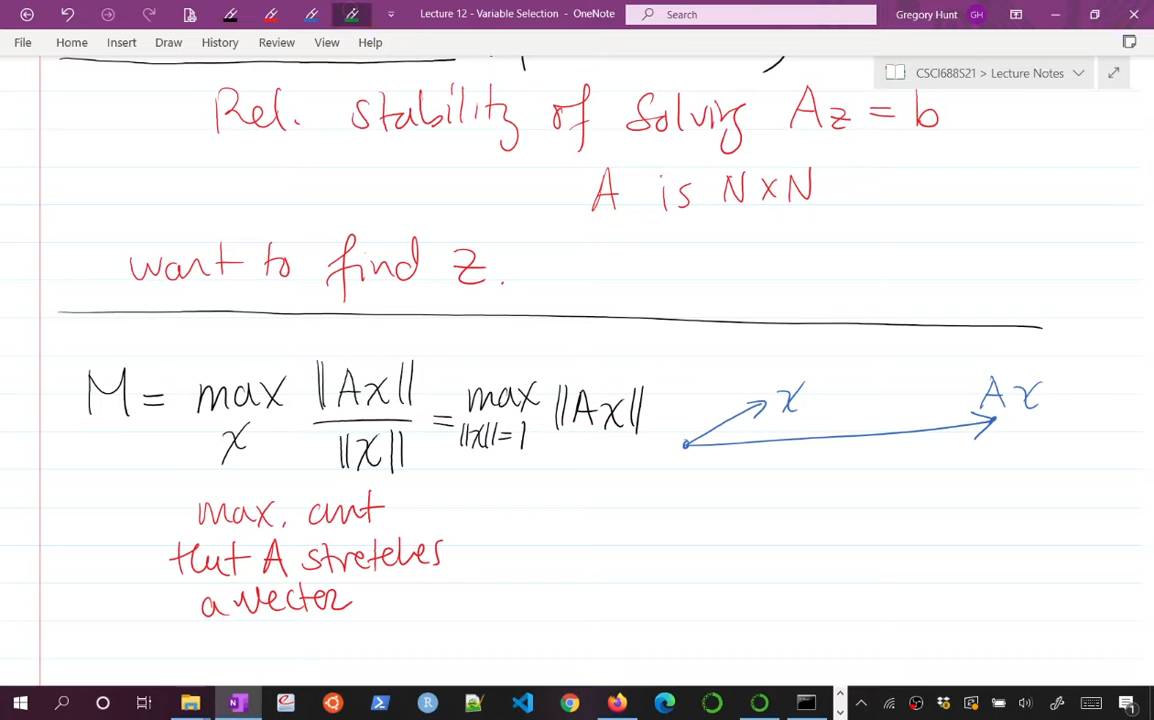 Lecture 12 - Variable Selection - OneNote
Search
Gregory Hunt GH
File Home Insert Draw History Review View Help
CSCI688S21 > Lecture Notes
Rel. stability of solving Az = b
A is N×N
want to find z.
M = max x ||Ax|| / ||x|| = max ||x||=1 ||Ax||
x
Ax
max. amt
that A stretches
a vector